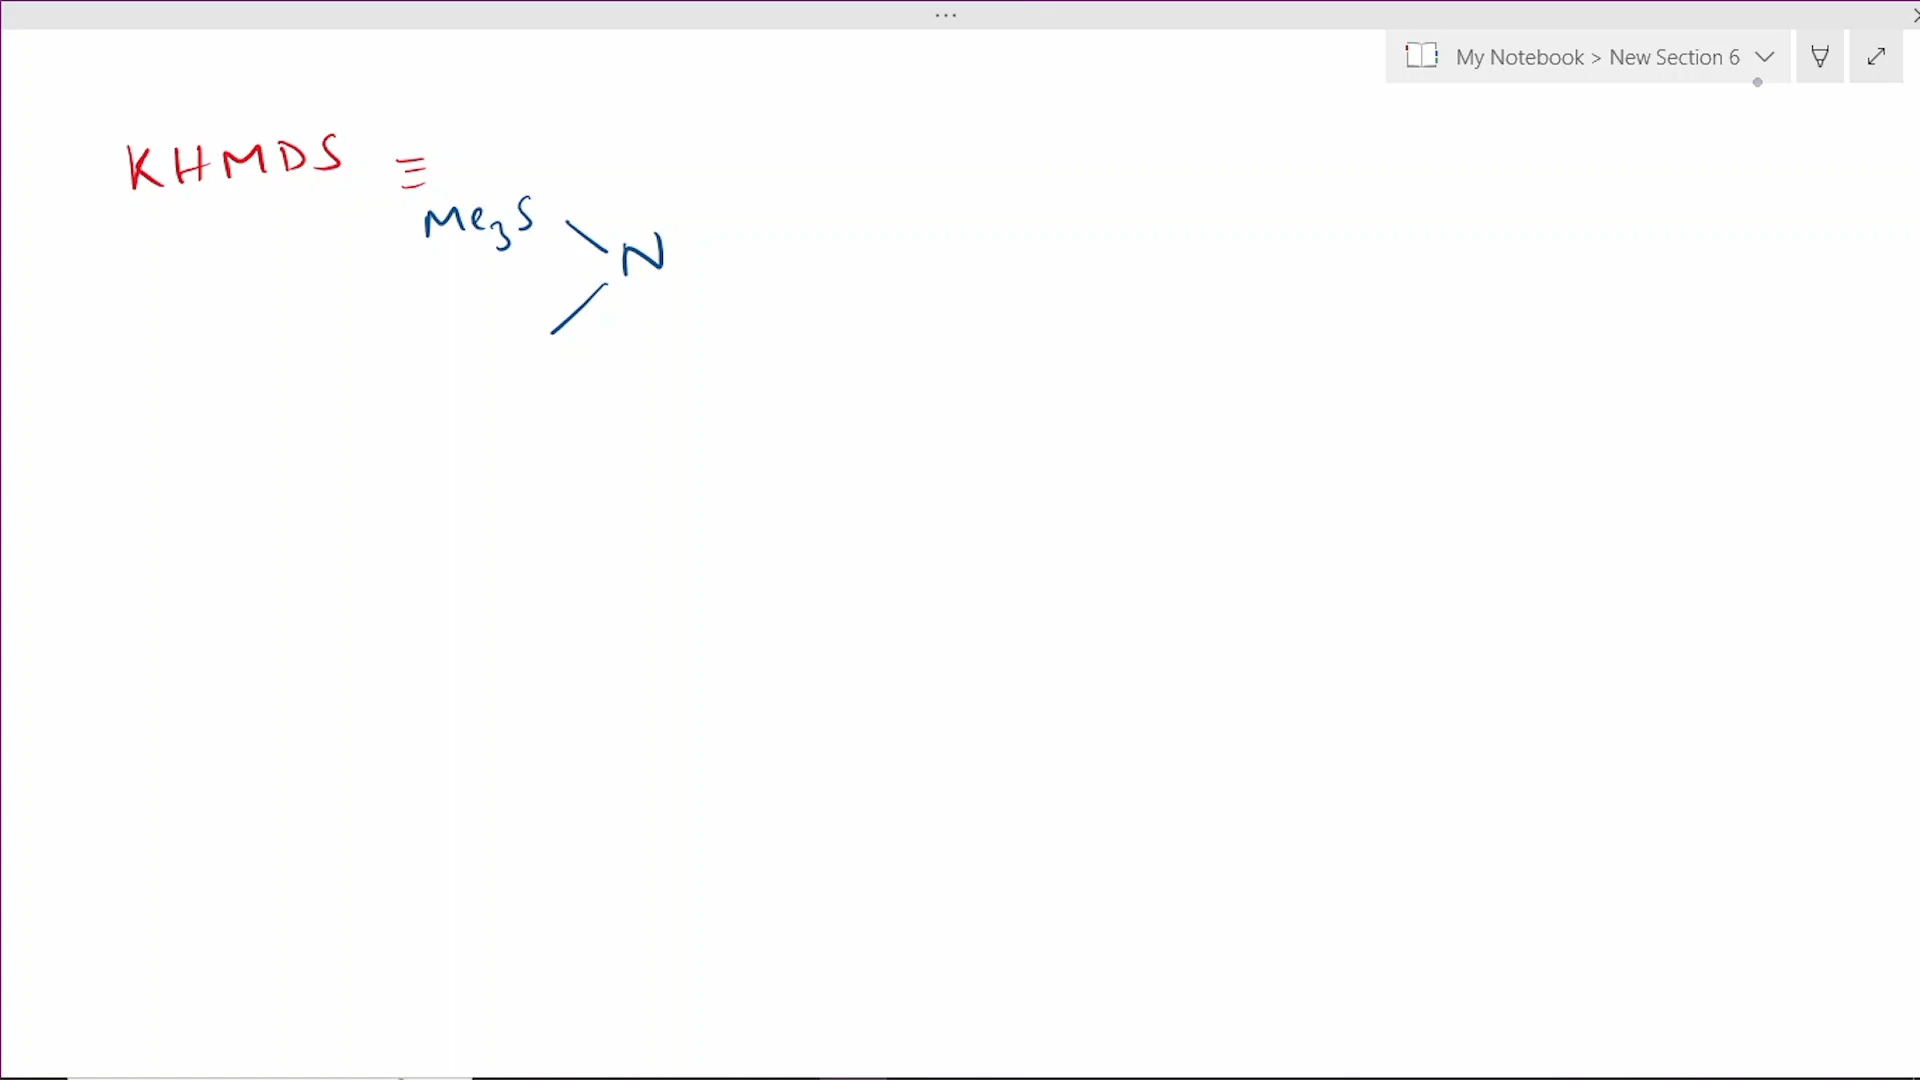 ...
My Notebook > New Section 6
KHMDS ≡
Me₃S
N